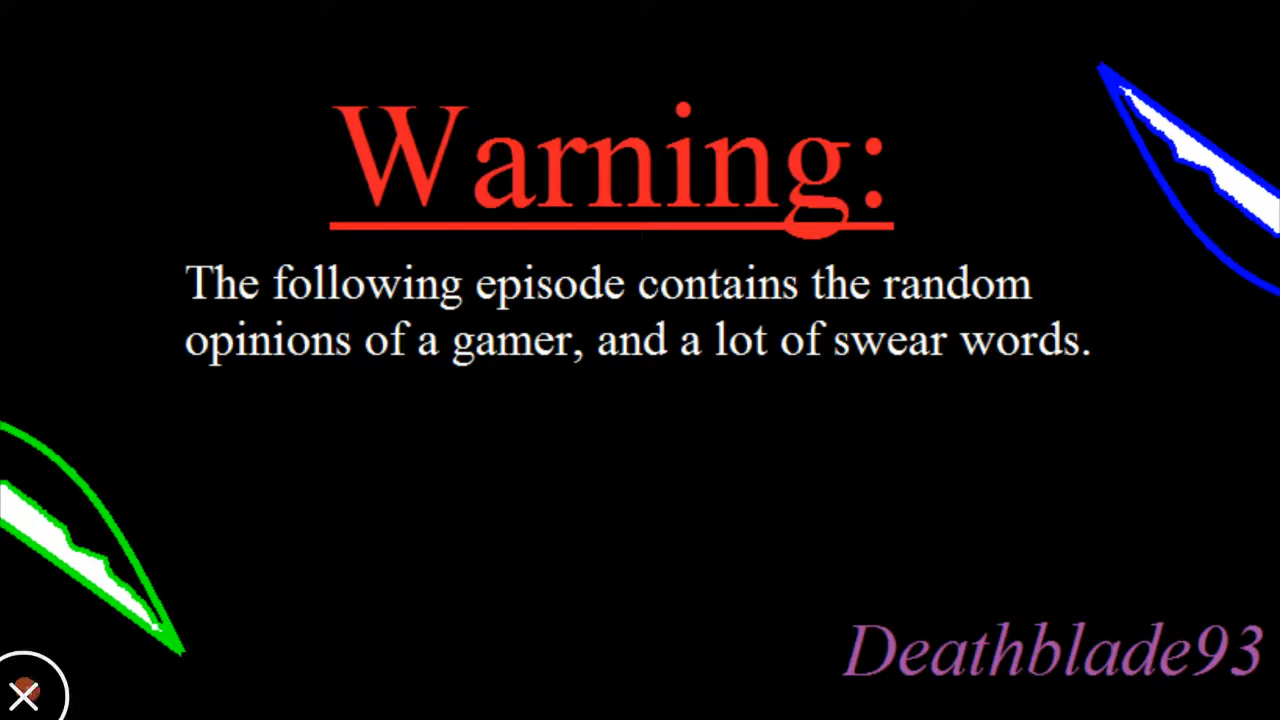 Warning:
The following episode contains the random
opinions of a gamer, and a lot of swear words.
Deathblade93